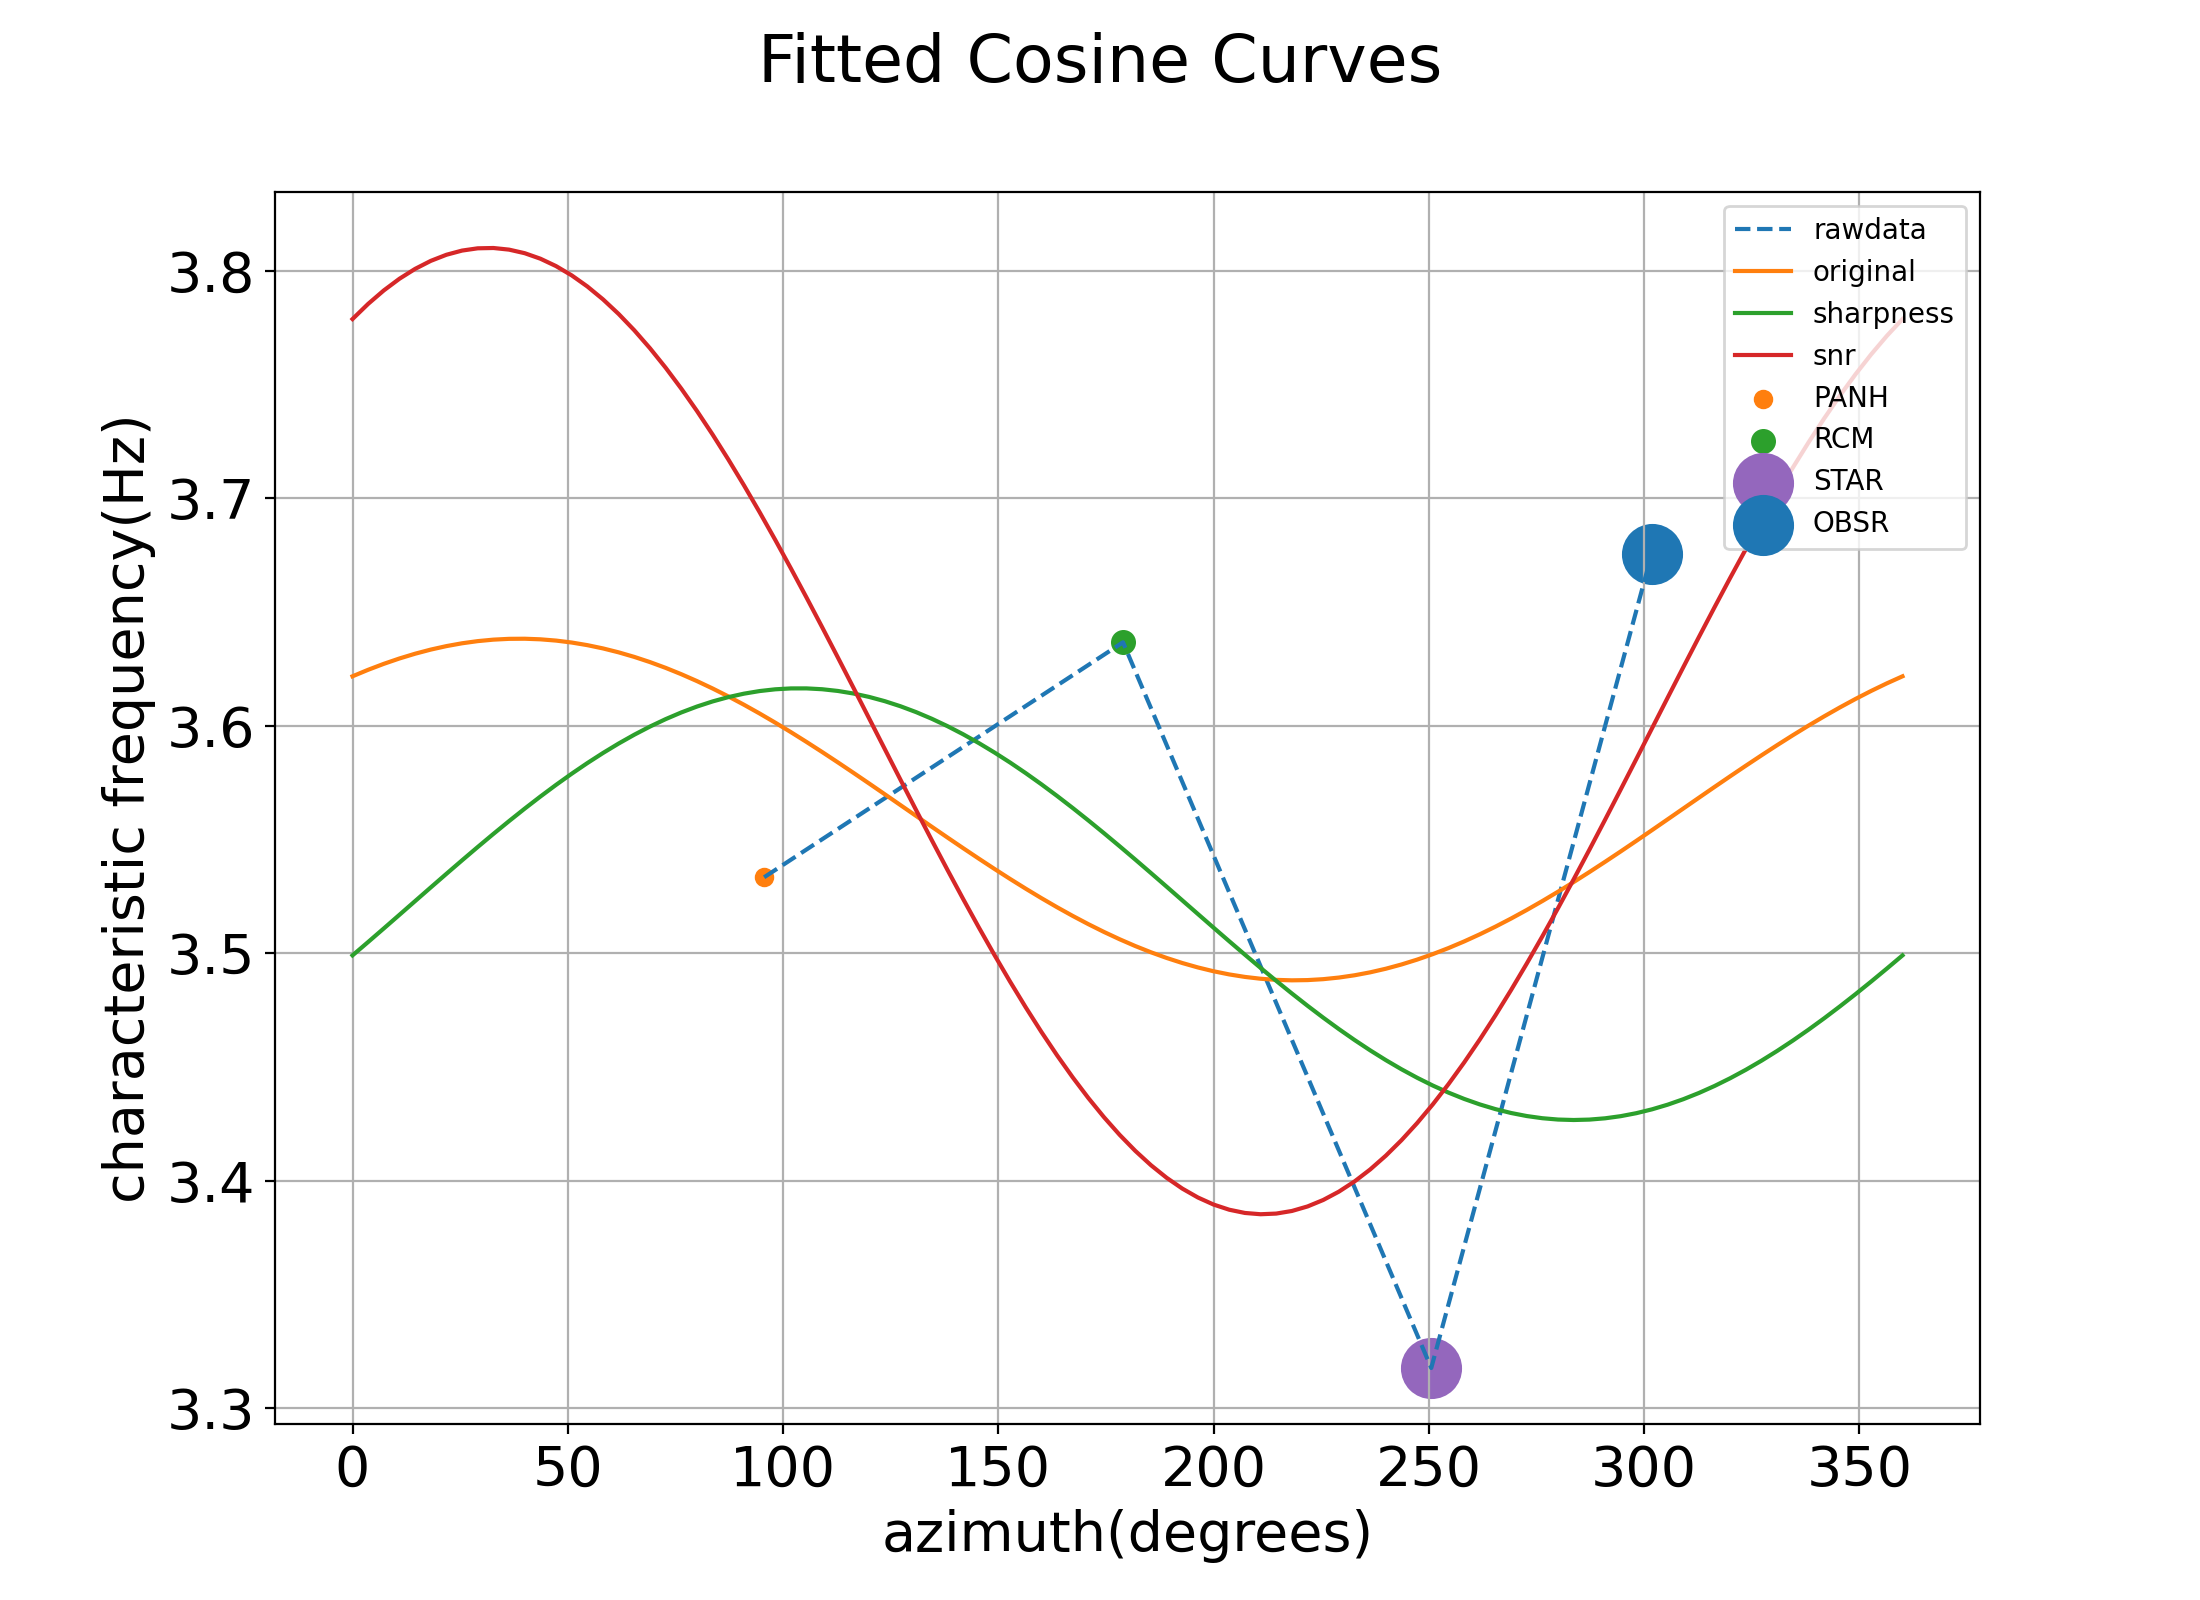 Fitted Cosine Curves
characteristic frequency(Hz)
3.8
3.7
3.6
3.5
3.4
3.3
rawdata
original
sharpness
snr
PANH
RCM
STAR
OBSR
0 50 100 150 200 250 300 350
azimuth(degrees)